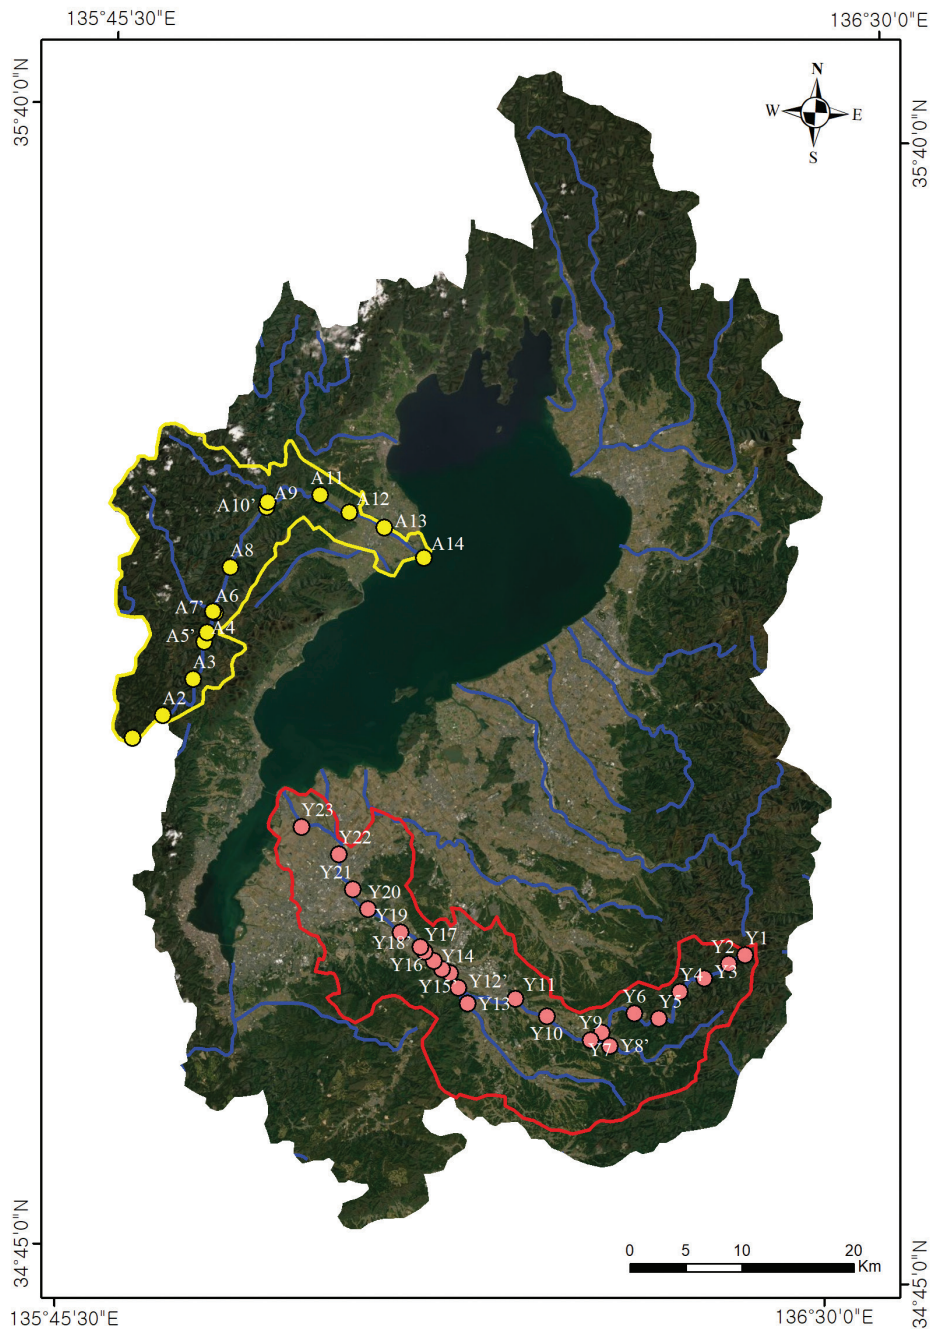 135°45'30"E
136°30'0"E
35°40'0"N
35°40'0"N
N
W
E
S
A11
A9
A10'
A12
A13
A14
A8
A6
A7'
A4
A5'
A3
A2
Y23
Y22
Y21
Y20
Y19
Y18
Y17
Y16
Y14
Y15
Y12'
Y13
Y11
Y10
Y9
Y7
Y8'
Y6
Y5
Y4
Y3
Y2
Y1
0
5
10
20
Km
34°45'0"N
34°45'0"N
135°45'30"E
136°30'0"E